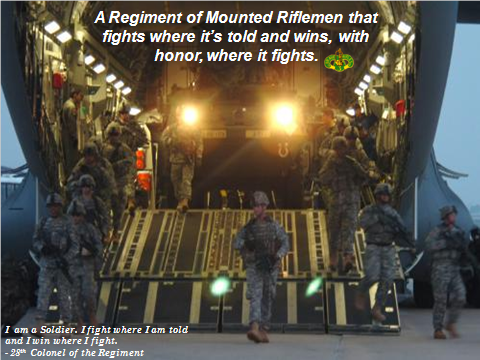 A Regiment of Mounted Riflemen that
fights where it's told and wins, with
honor, where it fights.
I am a Soldier. I fight where I am told
and I win where I fight.
- 28th Colonel of the Regiment